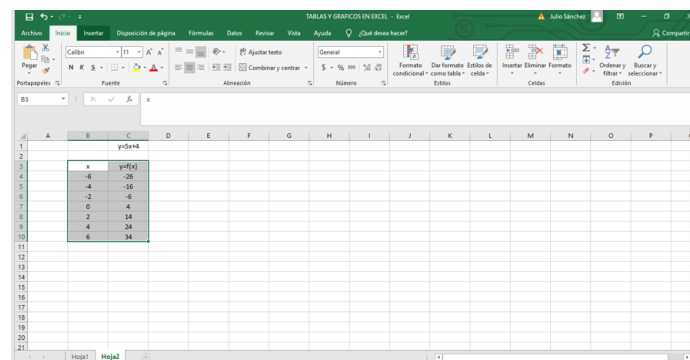 TABLAS Y GRAFICOS EN EXCEL - Excel
Julio Sánchez
Archivo Inicio Insertar Disposición de página Fórmulas Datos Revisar Vista Ayuda ¿Qué desea hacer? Compartir
Pegar
Calibri 11 A A
N K S
Ajustar texto
Combinar y centrar
General
$ % 000
Formato condicional
Dar formato como tabla
Estilos de celda
Insertar Eliminar Formato
Ordenar y filtrar
Buscar y seleccionar
Portapapeles Fuente Alineación Número Estilos Celdas Edición
B3 fx x
A B C D E F G H I J K L M N O P
1 y=5x+4
2
3 x y=f(x)
4 -6 -26
5 -4 -16
6 -2 -6
7 0 4
8 2 14
9 4 24
10 6 34
11
12
13
14
15
16
17
18
19
20
21
Hoja1 Hoja2